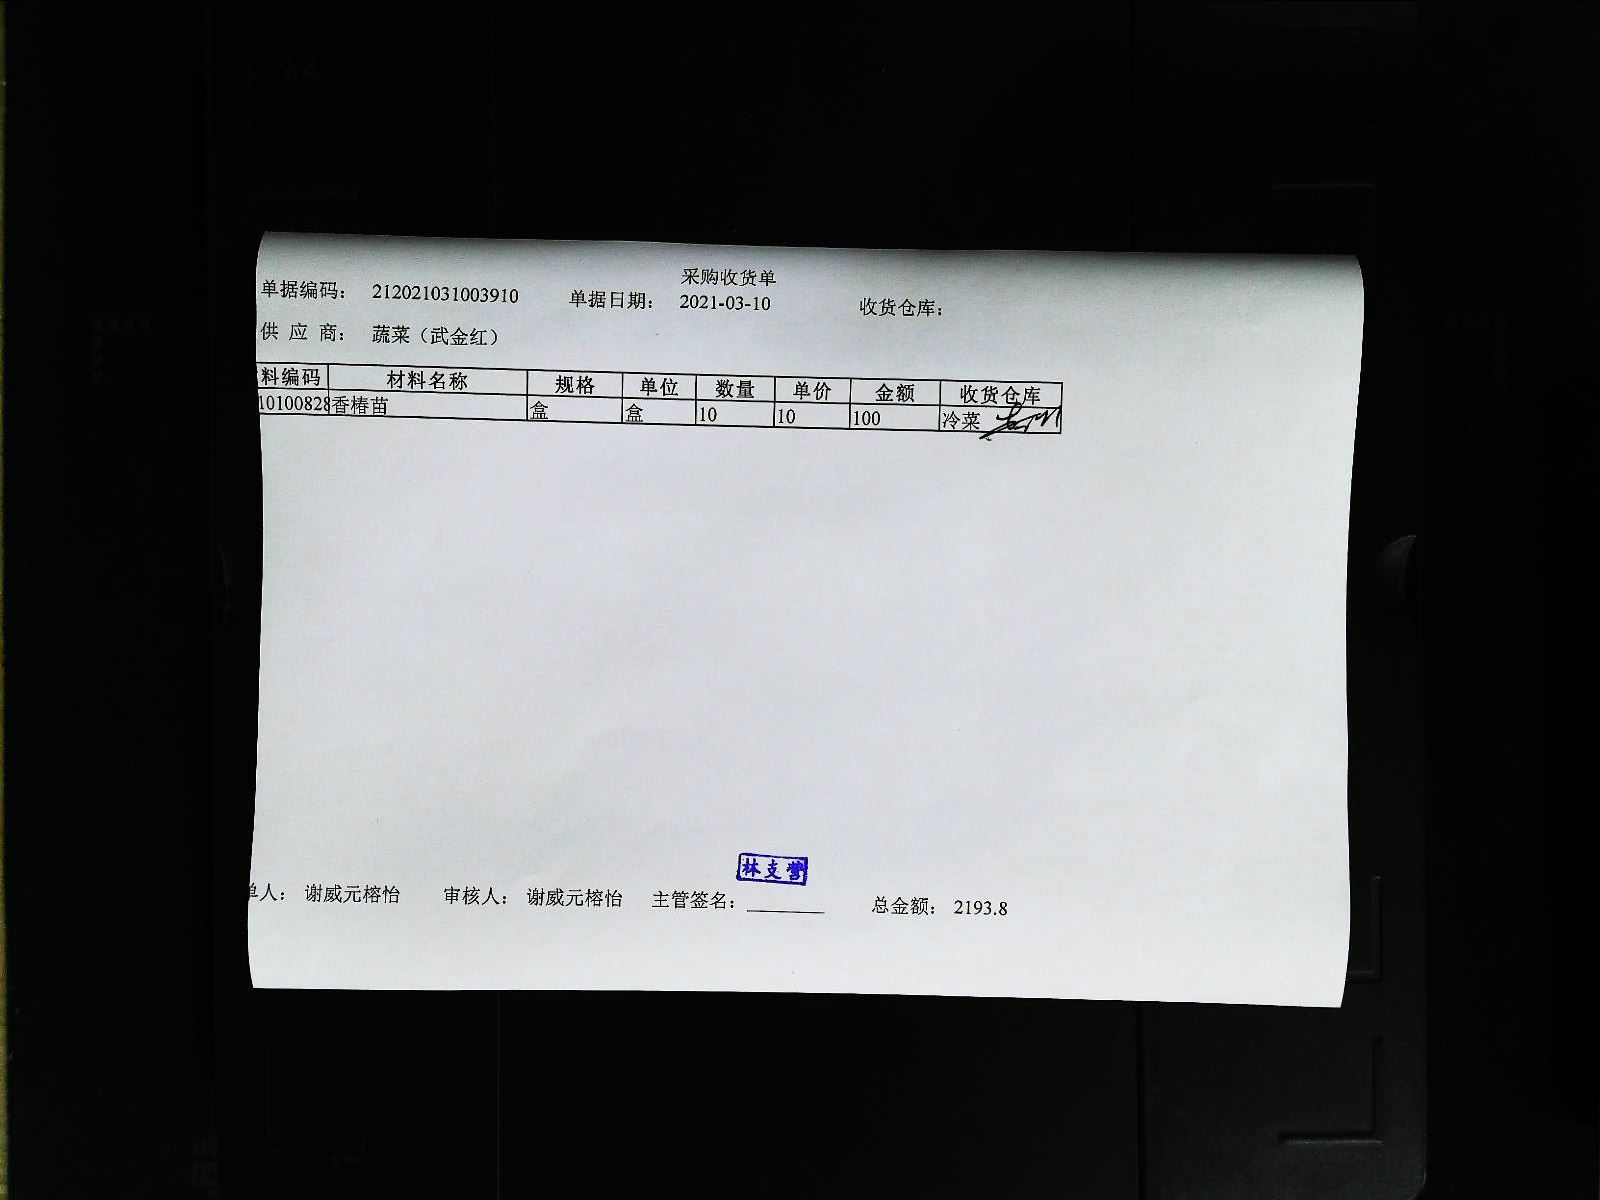 采购收货单
单据编码： 212021031003910 单据日期： 2021-03-10 收货仓库：
供 应 商： 蔬菜（武金红）
料编码 材料名称 规格 单位 数量 单价 金额 收货仓库
10100828 香椿苗 盒 盒 10 10 100 冷菜
林支营
单人： 谢威元榕怡 审核人： 谢威元榕怡 主管签名： 总金额： 2193.8